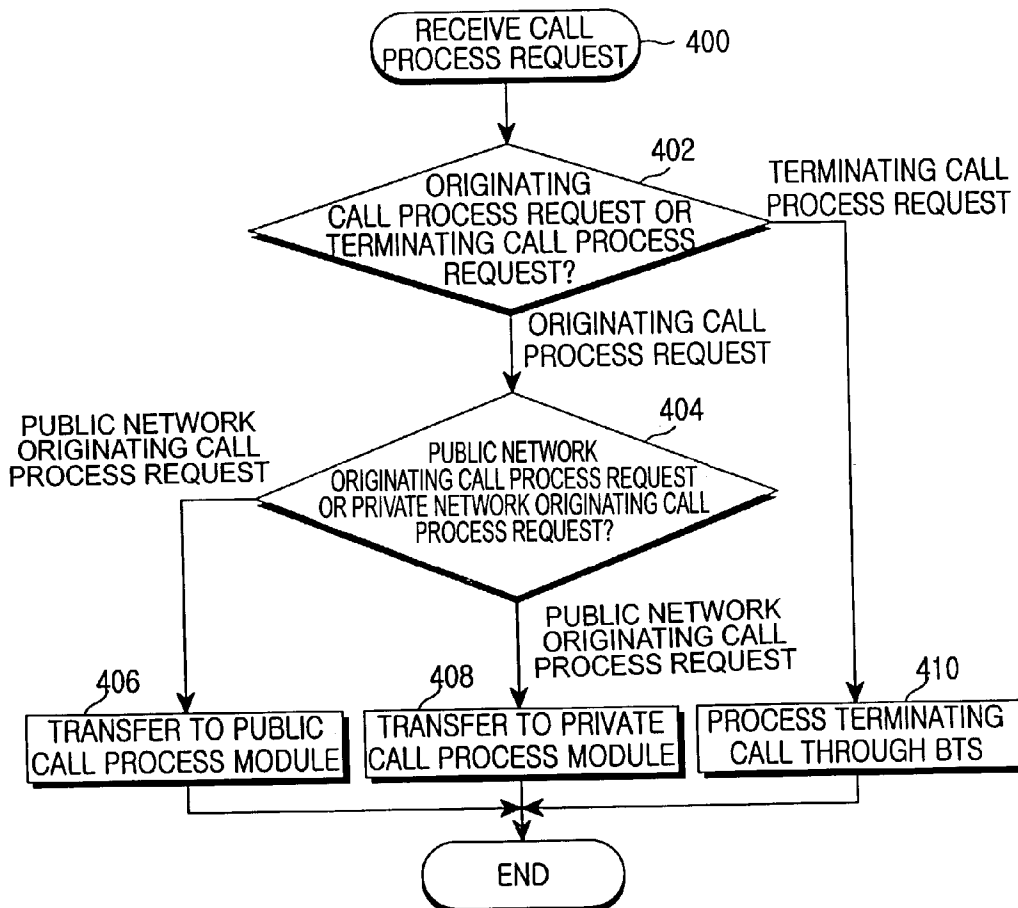 RECEIVE CALL
PROCESS REQUEST
400
402
ORIGINATING
CALL PROCESS REQUEST OR
TERMINATING CALL PROCESS
REQUEST?
TERMINATING CALL
PROCESS REQUEST
ORIGINATING CALL
PROCESS REQUEST
PUBLIC NETWORK
ORIGINATING CALL
PROCESS REQUEST
404
PUBLIC NETWORK
ORIGINATING CALL PROCESS REQUEST
OR PRIVATE NETWORK ORIGINATING CALL
PROCESS REQUEST?
PUBLIC NETWORK
ORIGINATING CALL
PROCESS REQUEST
406
TRANSFER TO PUBLIC
CALL PROCESS MODULE
408
TRANSFER TO PRIVATE
CALL PROCESS MODULE
410
PROCESS TERMINATING
CALL THROUGH BTS
END